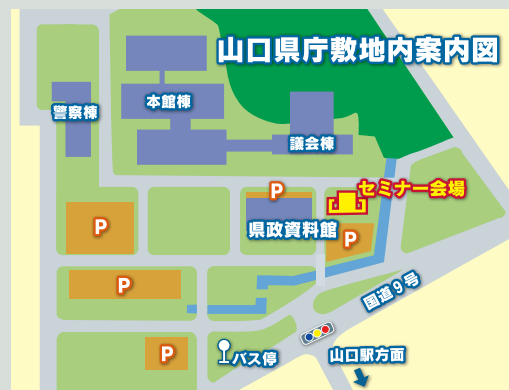 山口県庁敷地内案内図
本館棟
警察棟
議会棟
セミナー会場
P
県政資料館
P
P
P
国道9号
P
バス停
山口駅方面